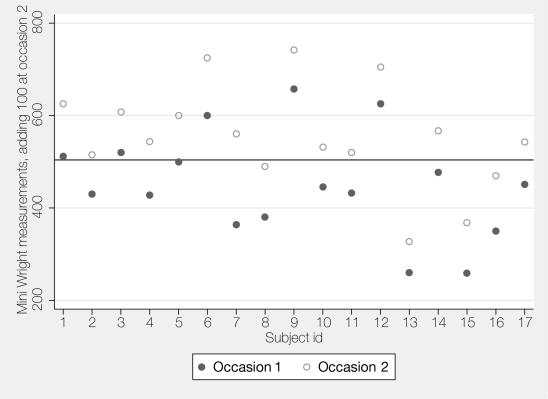 Mini Wright measurements, adding 100 at occasion 2
800
600
400
200
1 2 3 4 5 6 7 8 9 10 11 12 13 14 15 16 17
Subject id
Occasion 1 Occasion 2